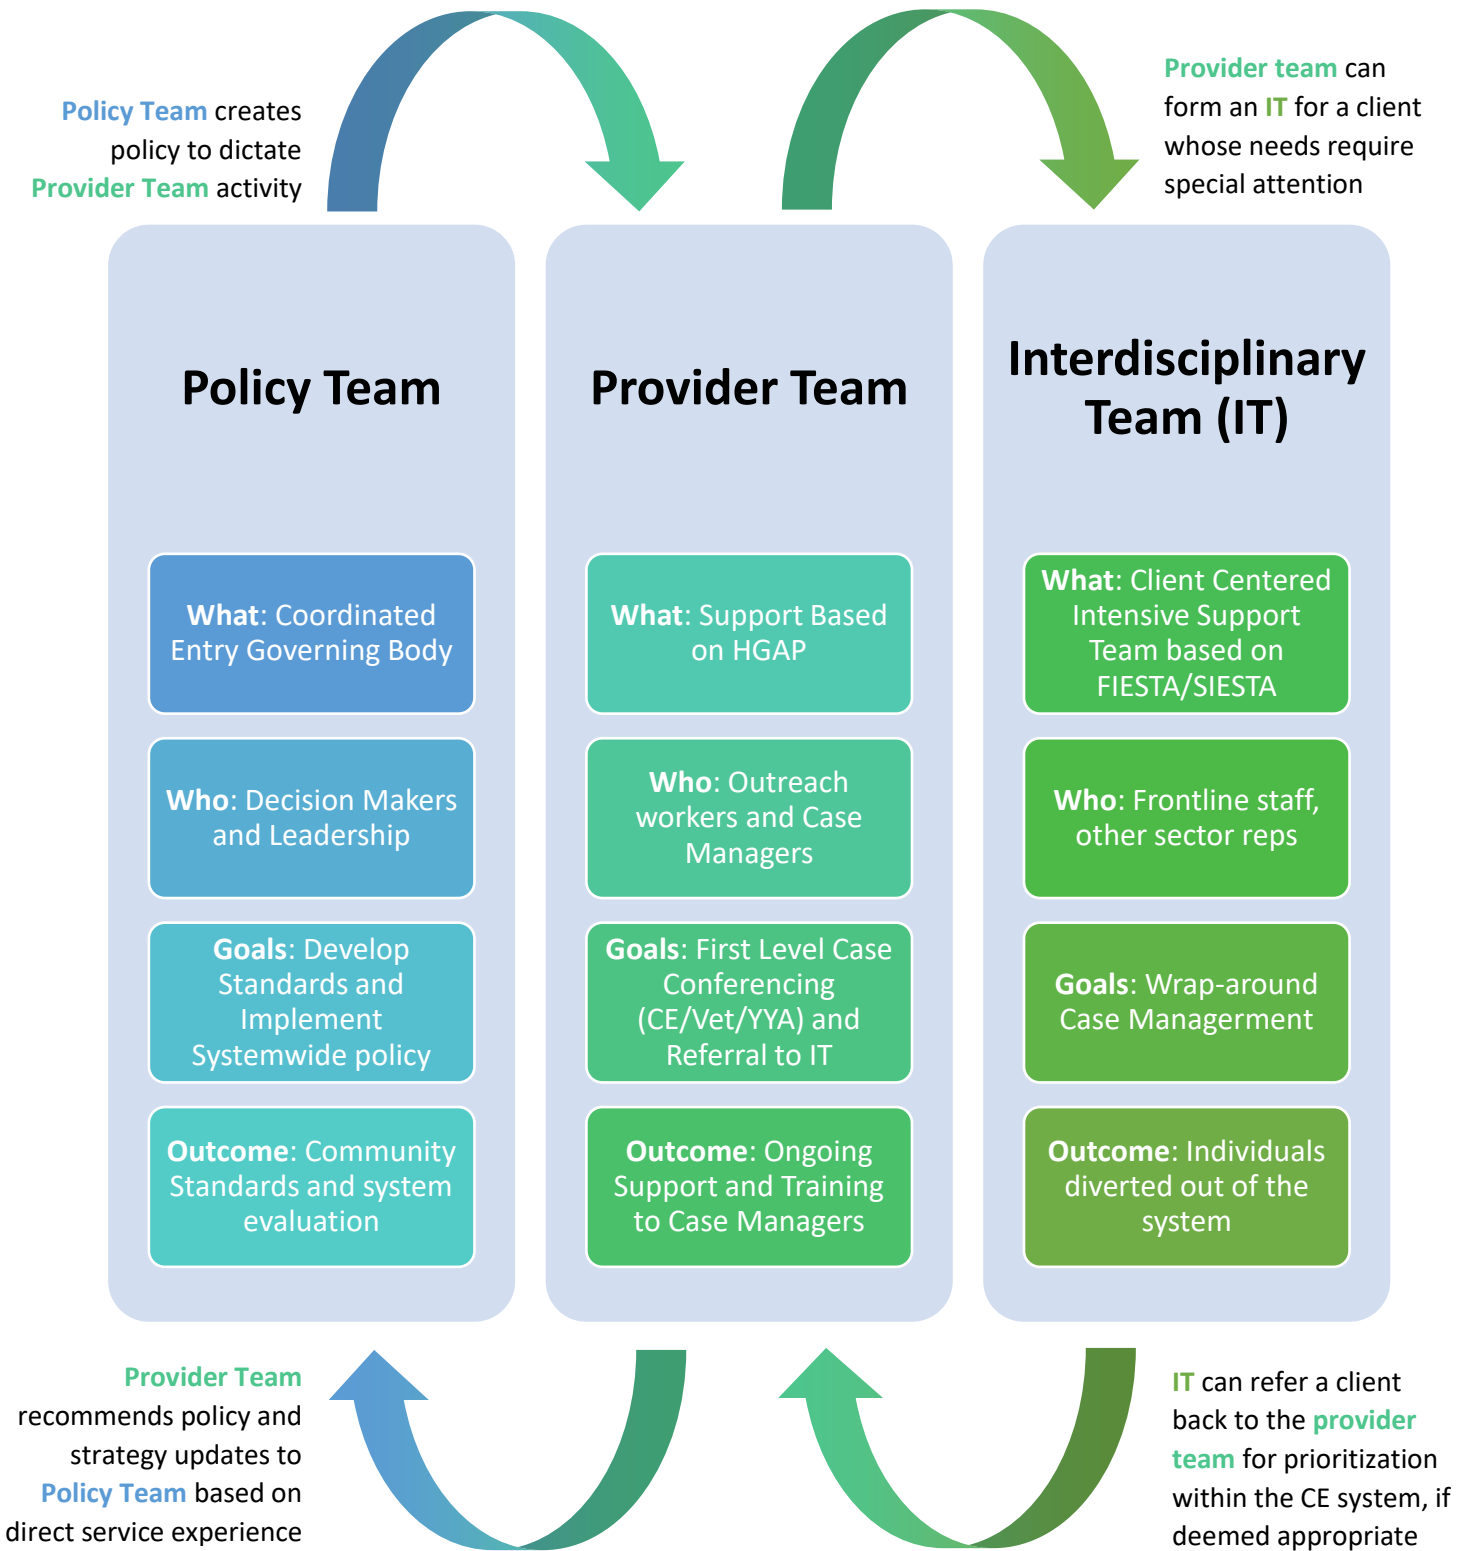 Policy Team creates
policy to dictate
Provider Team activity
Provider team can
form an IT for a client
whose needs require
special attention
Policy Team
What: Coordinated
Entry Governing Body
Who: Decision Makers
and Leadership
Goals: Develop
Standards and
Implement
Systemwide policy
Outcome: Community
Standards and system
evaluation
Provider Team
What: Support Based
on HGAP
Who: Outreach
workers and Case
Managers
Goals: First Level Case
Conferencing
(CE/Vet/YYA) and
Referral to IT
Outcome: Ongoing
Support and Training
to Case Managers
Interdisciplinary
Team (IT)
What: Client Centered
Intensive Support
Team based on
FIESTA/SIESTA
Who: Frontline staff,
other sector reps
Goals: Wrap-around
Case Managerment
Outcome: Individuals
diverted out of the
system
Provider Team
recommends policy and
strategy updates to
Policy Team based on
direct service experience
IT can refer a client
back to the provider
team for prioritization
within the CE system, if
deemed appropriate